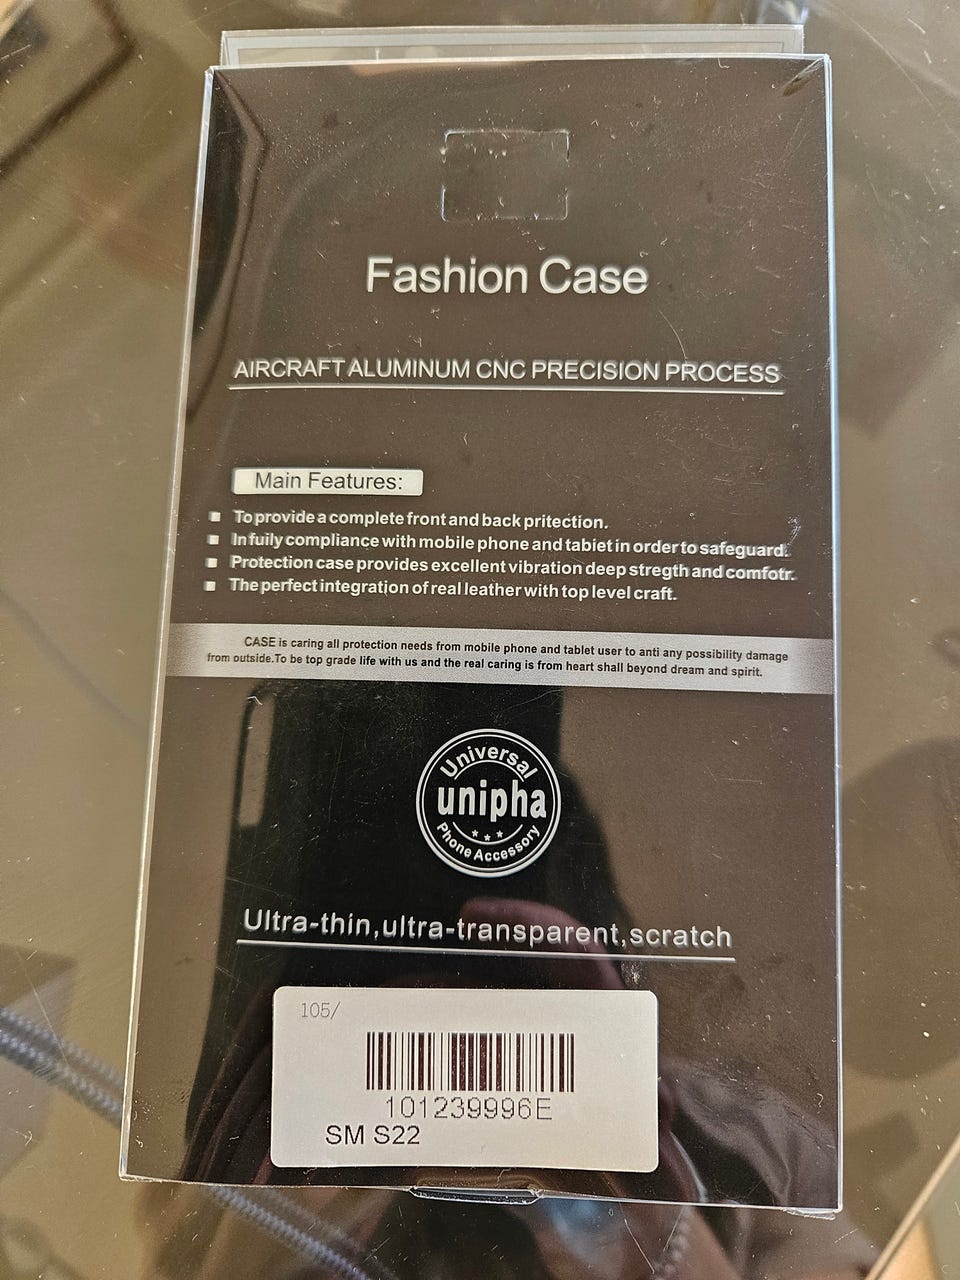 Fashion Case
AIRCRAFT ALUMINUM CNC PRECISION PROCESS
Main Features:
■ To provide a complete front and back pritection.
■ In fuily compliance with mobile phone and tabiet in order to safeguard.
■ Protection case provides excellent vibration deep stregth and comfotr.
■ The perfect integration of real leather with top level craft.
CASE is caring all protection needs from mobile phone and tablet user to anti any possibility damage
from outside.To be top grade life with us and the real caring is from heart shall beyond dream and spirit.
Universal
unipha
Phone Accessory
Ultra-thin,ultra-transparent,scratch
105/
101239996E
SM S22